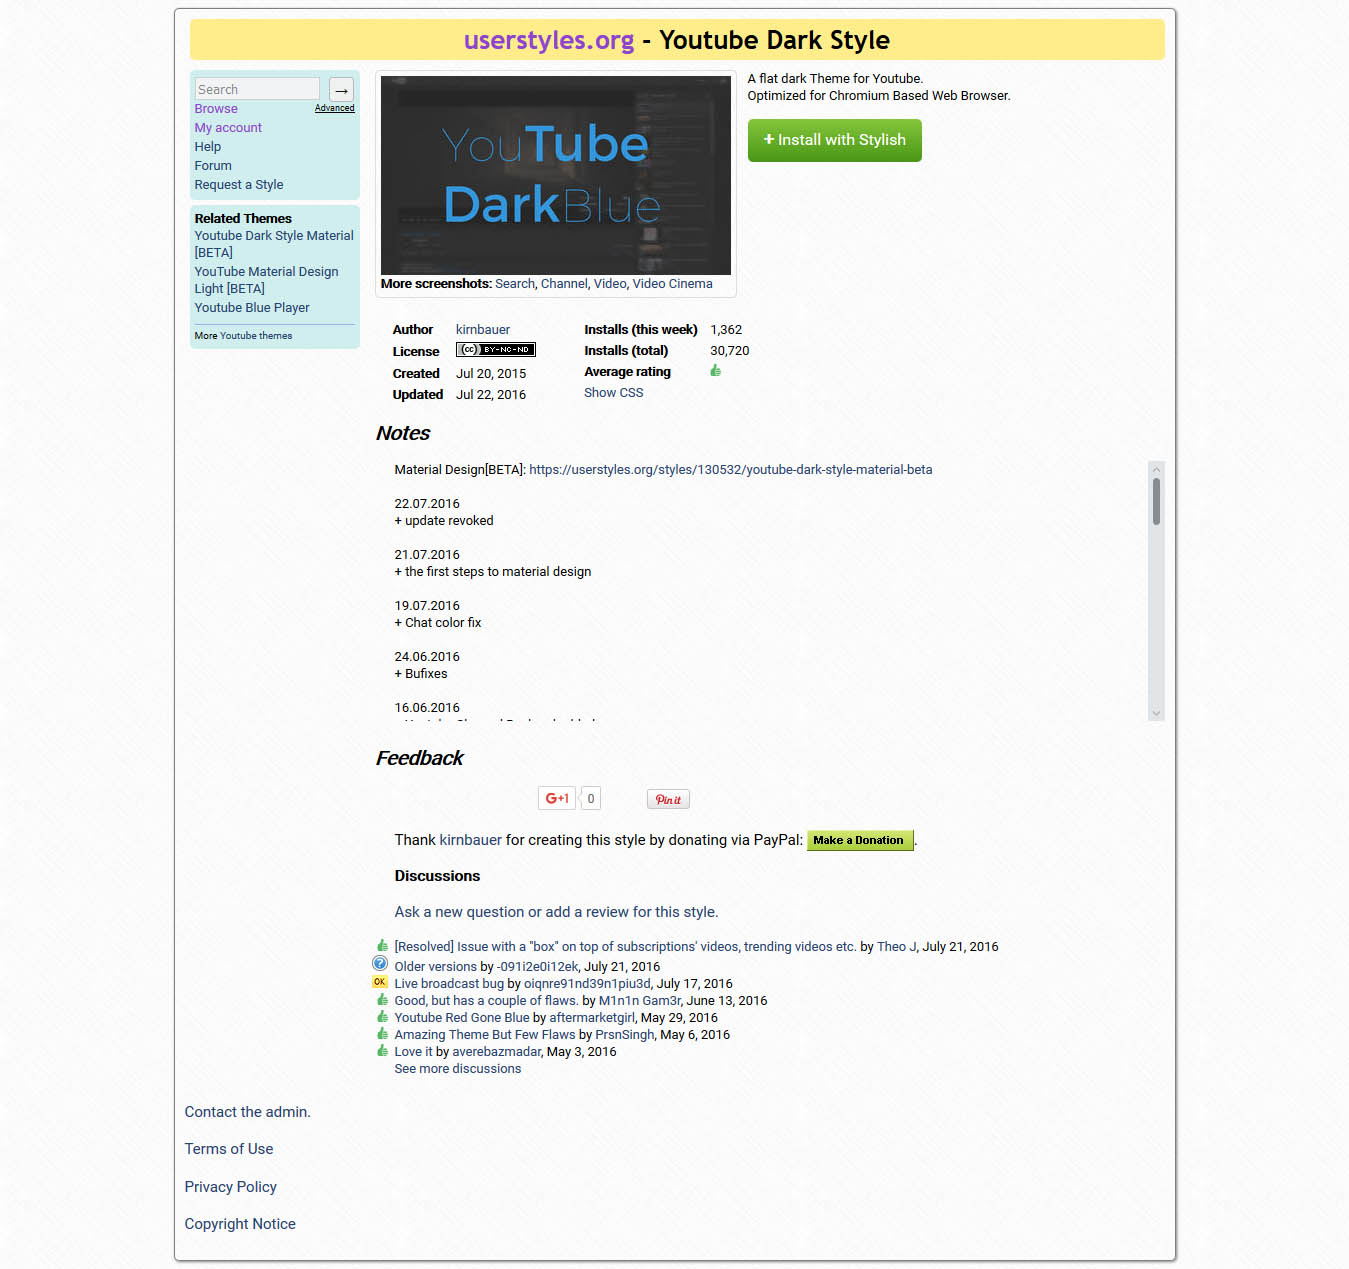 userstyles.org - Youtube Dark Style
Search
→
Browse
Advanced
My account
Help
Forum
Request a Style
Related Themes
Youtube Dark Style Material
[BETA]
YouTube Material Design
Light [BETA]
Youtube Blue Player
More Youtube themes
YouTube
DarkBlue
More screenshots: Search, Channel, Video, Video Cinema
A flat dark Theme for Youtube.
Optimized for Chromium Based Web Browser.
+ Install with Stylish
Author kirnbauer
License (cc) BY-NC-ND
Created Jul 20, 2015
Updated Jul 22, 2016
Installs (this week) 1,362
Installs (total) 30,720
Average rating
Show CSS
Notes
Material Design[BETA]: https://userstyles.org/styles/130532/youtube-dark-style-material-beta
22.07.2016
+ update revoked
21.07.2016
+ the first steps to material design
19.07.2016
+ Chat color fix
24.06.2016
+ Bufixes
16.06.2016
Feedback
G+1 0
Pin it
Thank kirnbauer for creating this style by donating via PayPal: Make a Donation.
Discussions
Ask a new question or add a review for this style.
[Resolved] Issue with a "box" on top of subscriptions' videos, trending videos etc. by Theo J, July 21, 2016
? Older versions by -091i2e0i12ek, July 21, 2016
OK Live broadcast bug by oiqnre91nd39n1piu3d, July 17, 2016
Good, but has a couple of flaws. by M1n1n Gam3r, June 13, 2016
Youtube Red Gone Blue by aftermarketgirl, May 29, 2016
Amazing Theme But Few Flaws by PrsnSingh, May 6, 2016
Love it by averebazmadar, May 3, 2016
See more discussions
Contact the admin.
Terms of Use
Privacy Policy
Copyright Notice